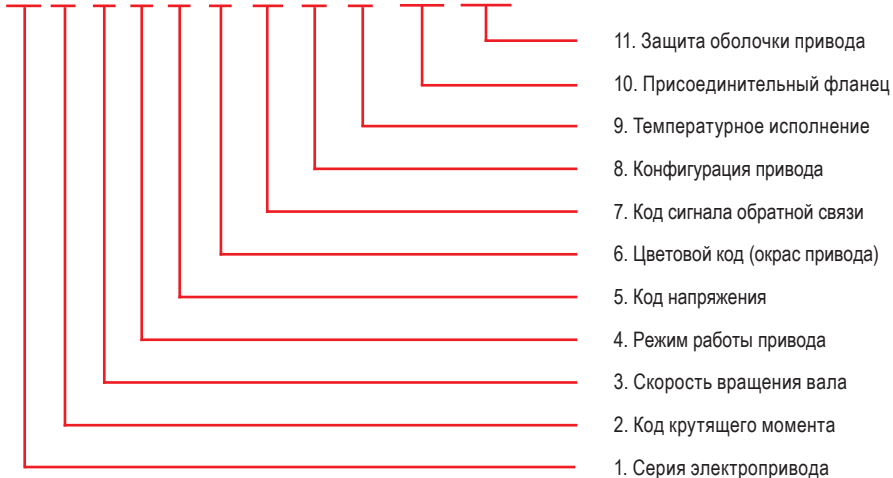 11. Защита оболочки привода
10. Присоединительный фланец
9. Температурное исполнение
8. Конфигурация привода
7. Код сигнала обратной связи
6. Цветовой код (окрас привода)
5. Код напряжения
4. Режим работы привода
3. Скорость вращения вала
2. Код крутящего момента
1. Серия электропривода